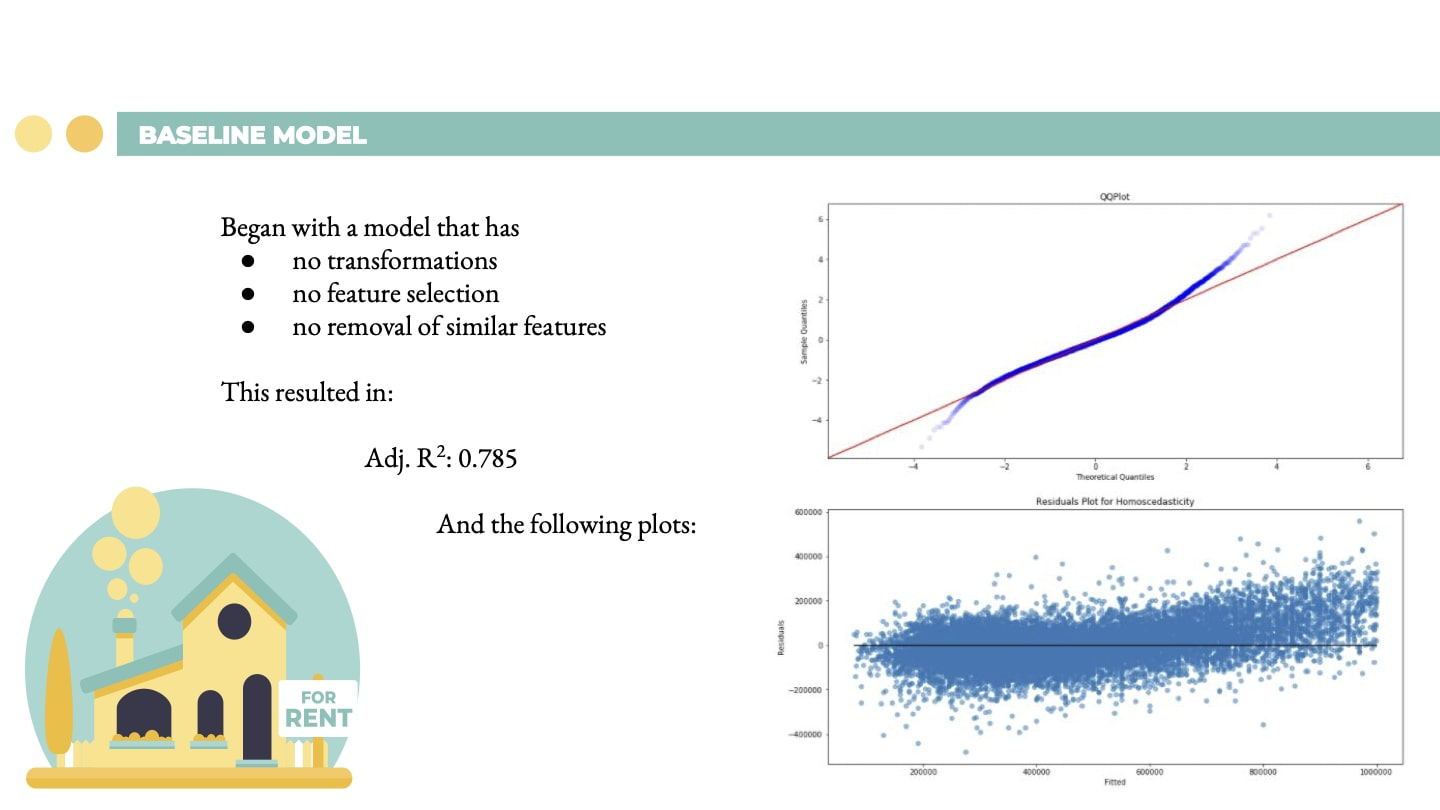 BASELINE MODEL
Began with a model that has
● no transformations
● no feature selection
● no removal of similar features
This resulted in:
Adj. R²: 0.785
And the following plots:
FOR
RENT
QQPlot
6
4
2
0
−2
−4
Sample Quantiles
−4 −2 0 2 4 6
Theoretical Quantiles
Residuals Plot for Homoscedasticity
600000
400000
200000
0
−200000
−400000
Residuals
200000 400000 600000 800000 1000000
Fitted